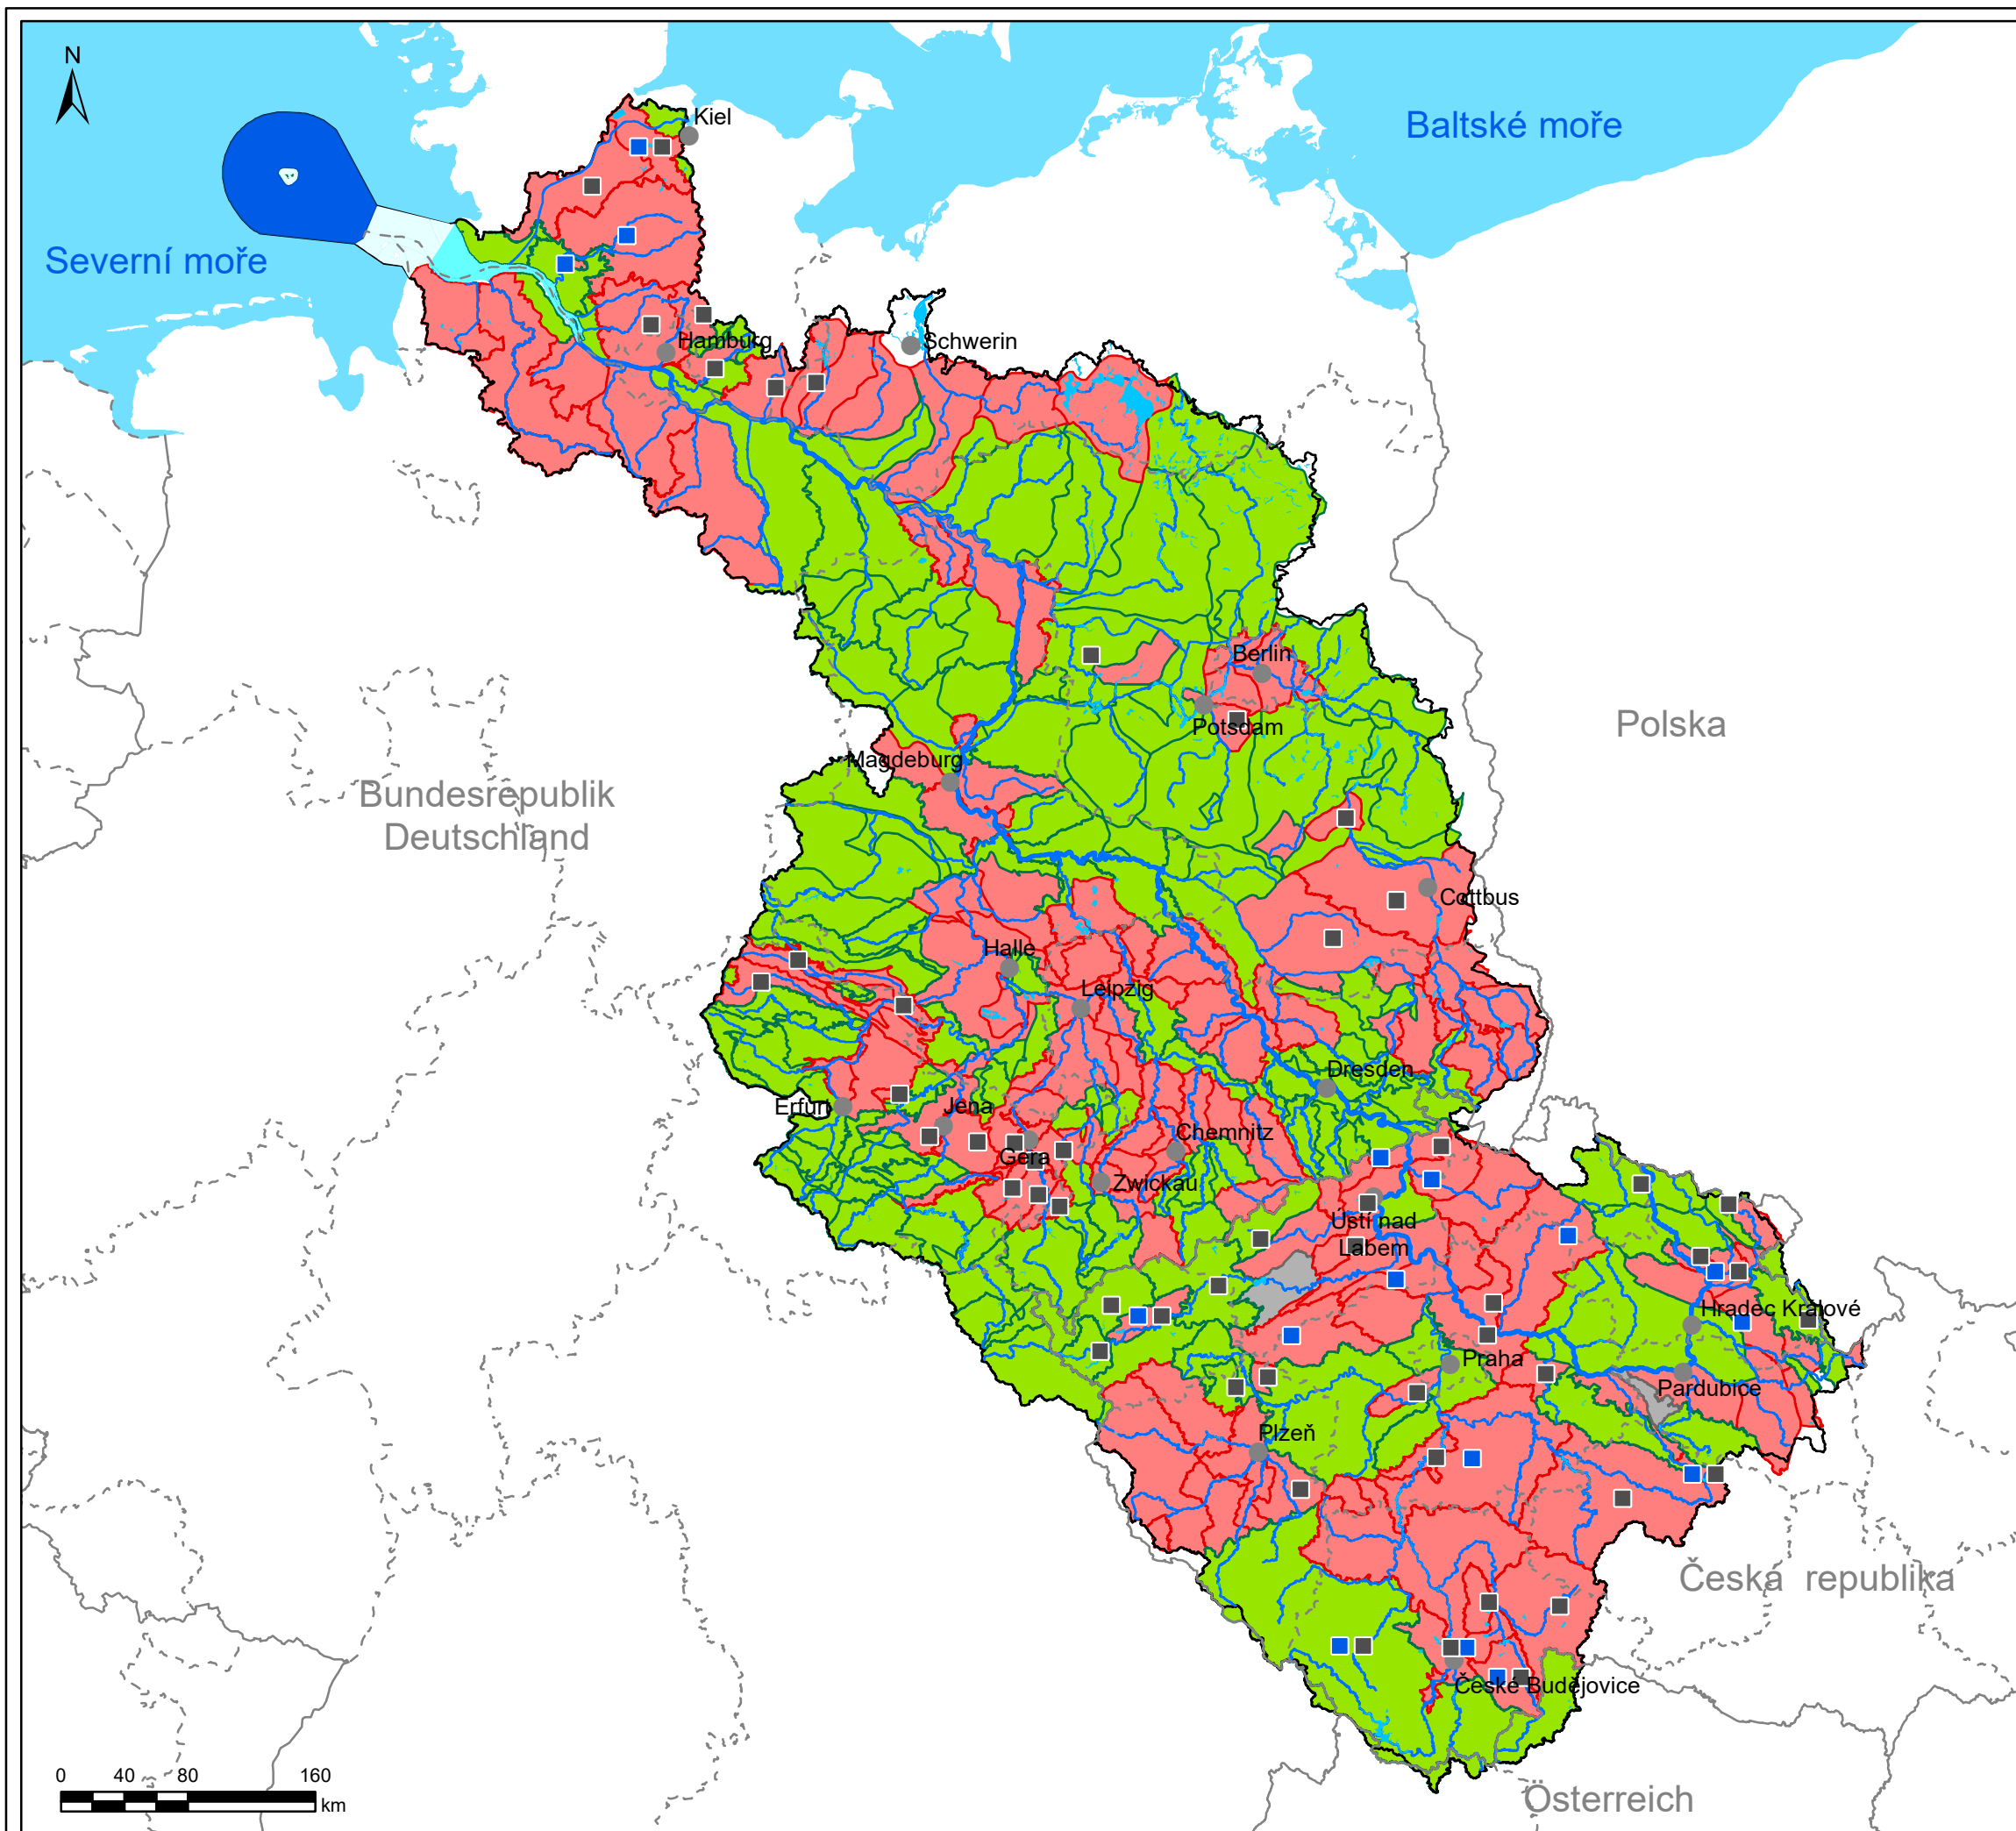 N
Kiel
Baltské moře
Severní moře
Hamburg
Schwerin
Berlin
Polska
Potsdam
Magdeburg
Bundesrepublik
Deutschland
Cottbus
Halle
Leipzig
Dresden
Erfurt
Jena
Chemnitz
Gera
Zwickau
Ústí nad
Labem
Hradec Králové
Praha
Pardubice
Plzeň
Česká republika
České Budějovice
0 40 80 160
km
Österreich